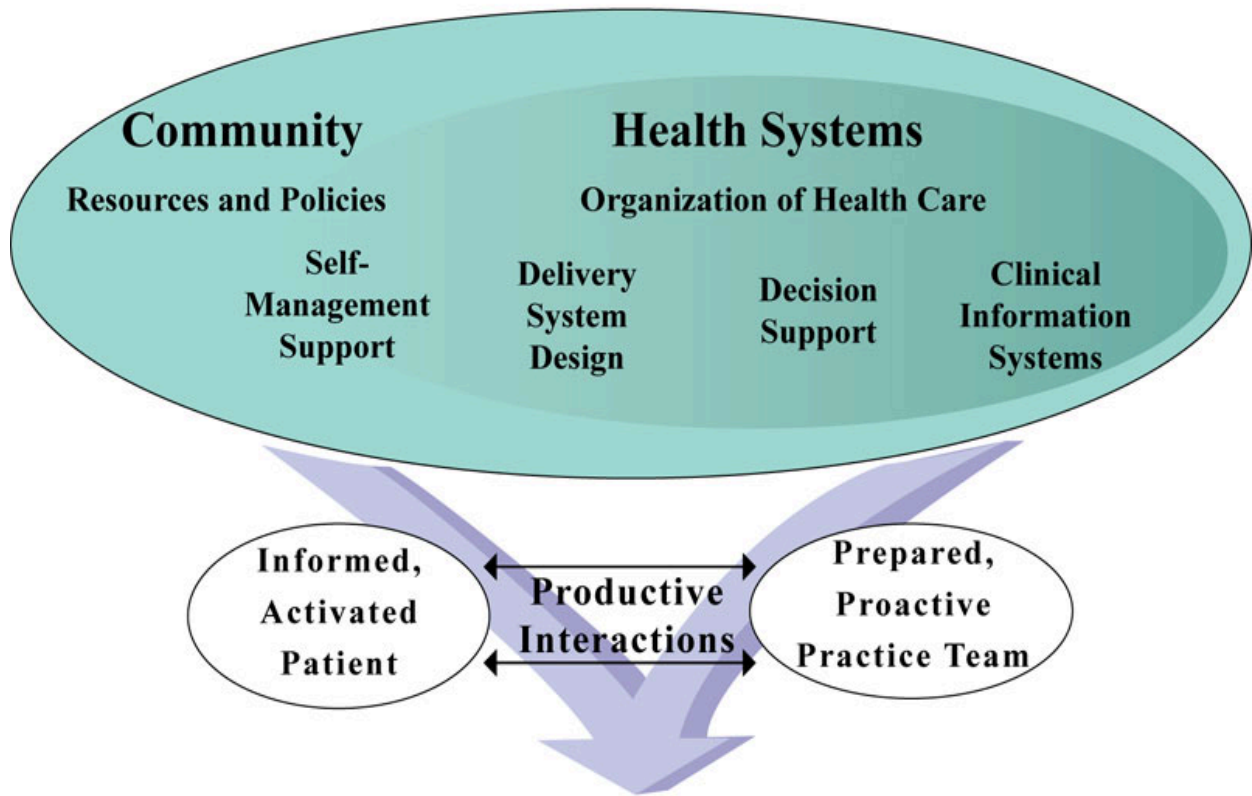 Community
Resources and Policies
Health Systems
Organization of Health Care
Self-
Management
Support
Delivery
System
Design
Decision
Support
Clinical
Information
Systems
Informed,
Activated
Patient
Productive
Interactions
Prepared,
Proactive
Practice Team